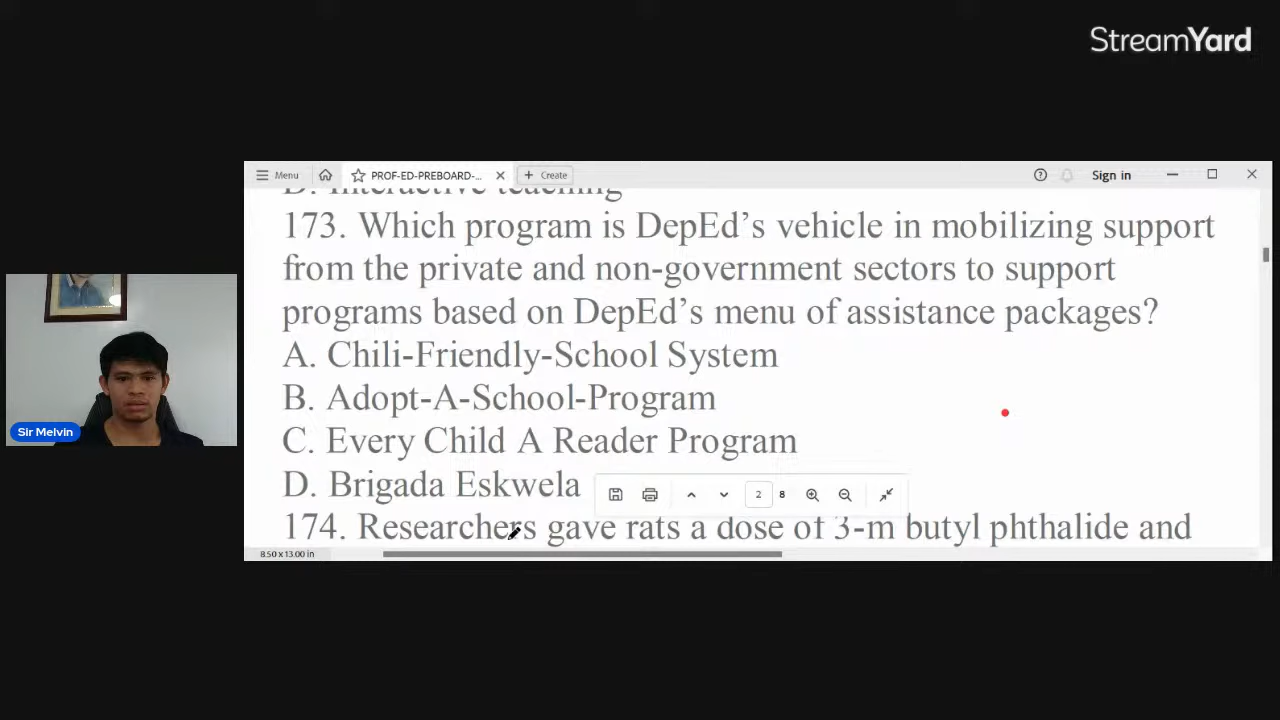 StreamYard
Menu
PROF-ED-PREBOARD-...
Create
Sign in
D. Interactive teaching
173. Which program is DepEd's vehicle in mobilizing support
from the private and non-government sectors to support
programs based on DepEd's menu of assistance packages?
A. Chili-Friendly-School System
B. Adopt-A-School-Program
C. Every Child A Reader Program
D. Brigada Eskwela
2 8
174. Researchers gave rats a dose of 3-m butyl phthalide and
8.50 x 13.00 in
Sir Melvin